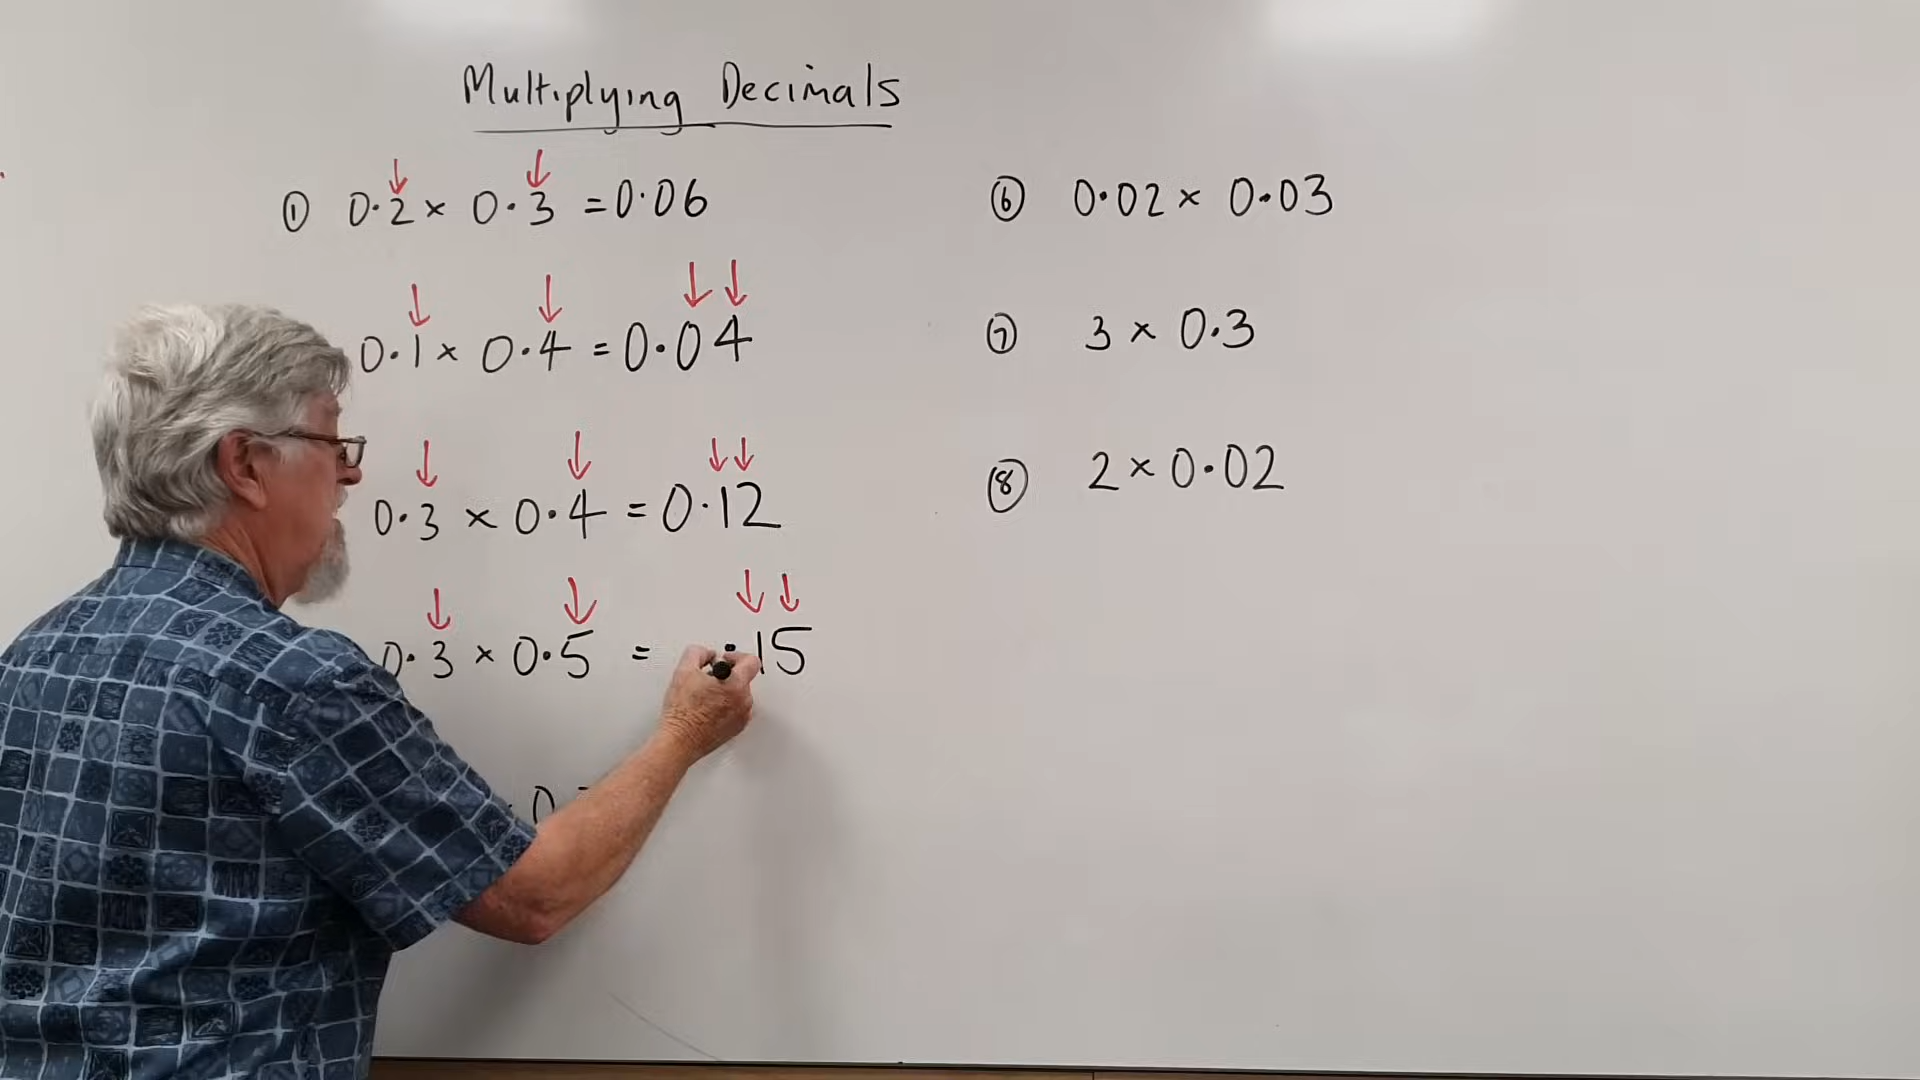 Multiplying Decimals
① 0.2 × 0.3 = 0.06
0.1 × 0.4 = 0.04
0.3 × 0.4 = 0.12
0.3 × 0.5 = .15
⑥ 0.02 × 0.03
⑦ 3 × 0.3
⑧ 2 × 0.02